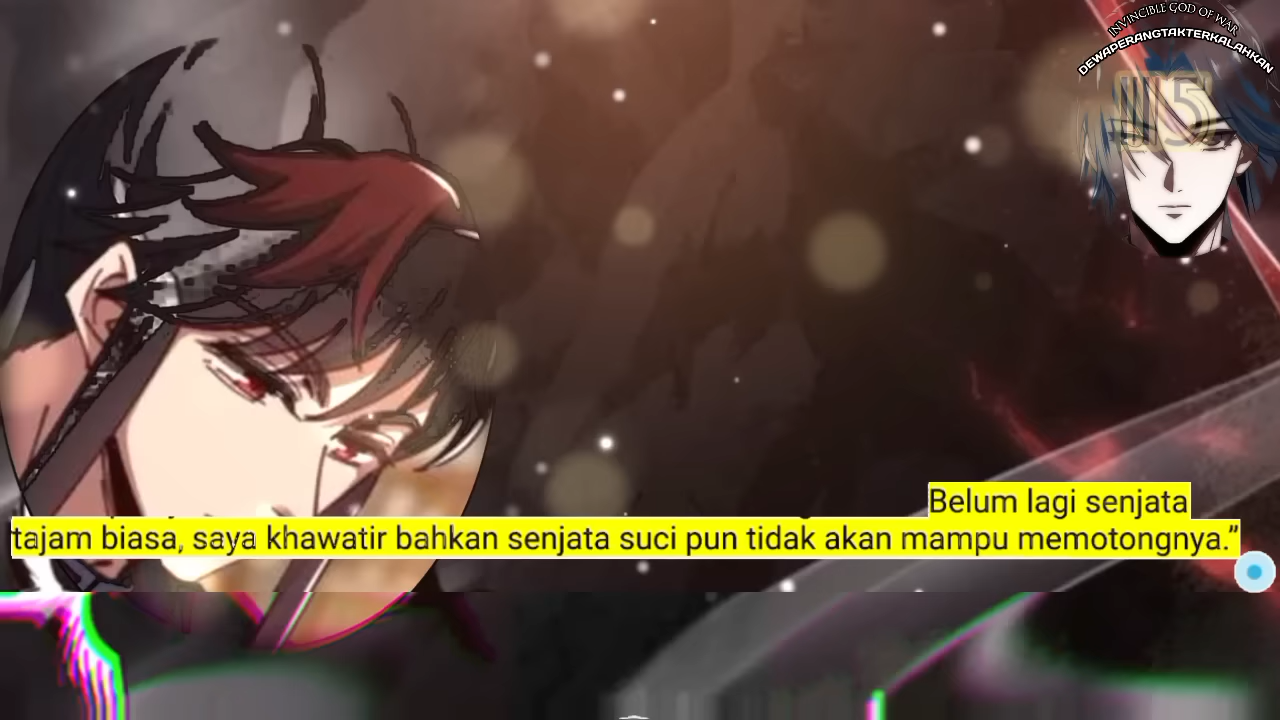 INVINCIBLE GOD OF WAR
DEWAPERANGTAKTERKALAHKAN
Belum lagi senjata
tajam biasa, saya khawatir bahkan senjata suci pun tidak akan mampu memotongnya.”